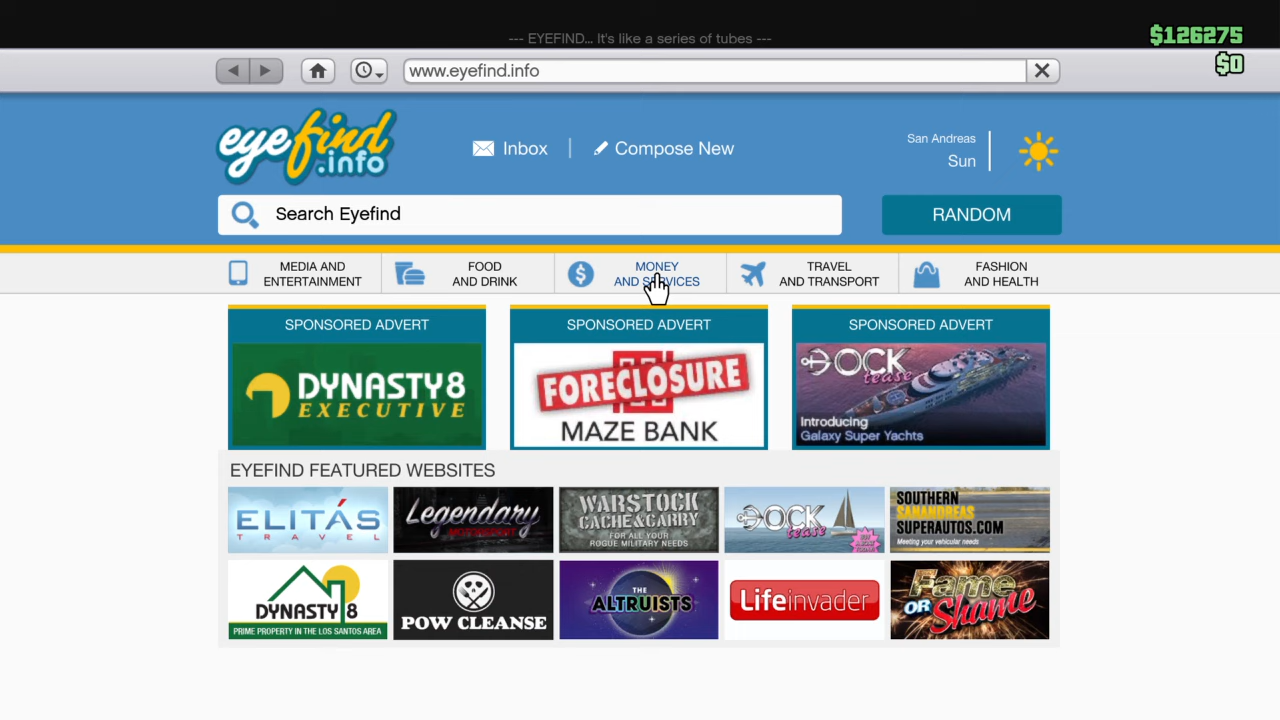 --- EYEFIND... It's like a series of tubes ---
$126275
$0
www.eyefind.info
eyefind
.info
Inbox
Compose New
San Andreas
Sun
Search Eyefind
RANDOM
MEDIA AND
ENTERTAINMENT
FOOD
AND DRINK
MONEY
AND SERVICES
TRAVEL
AND TRANSPORT
FASHION
AND HEALTH
SPONSORED ADVERT
DYNASTY 8
EXECUTIVE
SPONSORED ADVERT
FORECLOSURE
MAZE BANK
SPONSORED ADVERT
DOCK
tease
Introducing
Galaxy Super Yachts
EYEFIND FEATURED WEBSITES
ELITÁS
TRAVEL
Legendary
MOTORSPORT
WARSTOCK
CACHE & CARRY
FOR ALL YOUR
ROGUE MILITARY NEEDS
DOCK
tease
SOUTHERN
SANANDREAS
SUPERAUTOS.COM
Meeting your vehicular needs
DYNASTY 8
PRIME PROPERTY IN THE LOS SANTOS AREA
POW CLEANSE
THE
ALTRUISTS
Lifeinvader
Fame
OR Shame